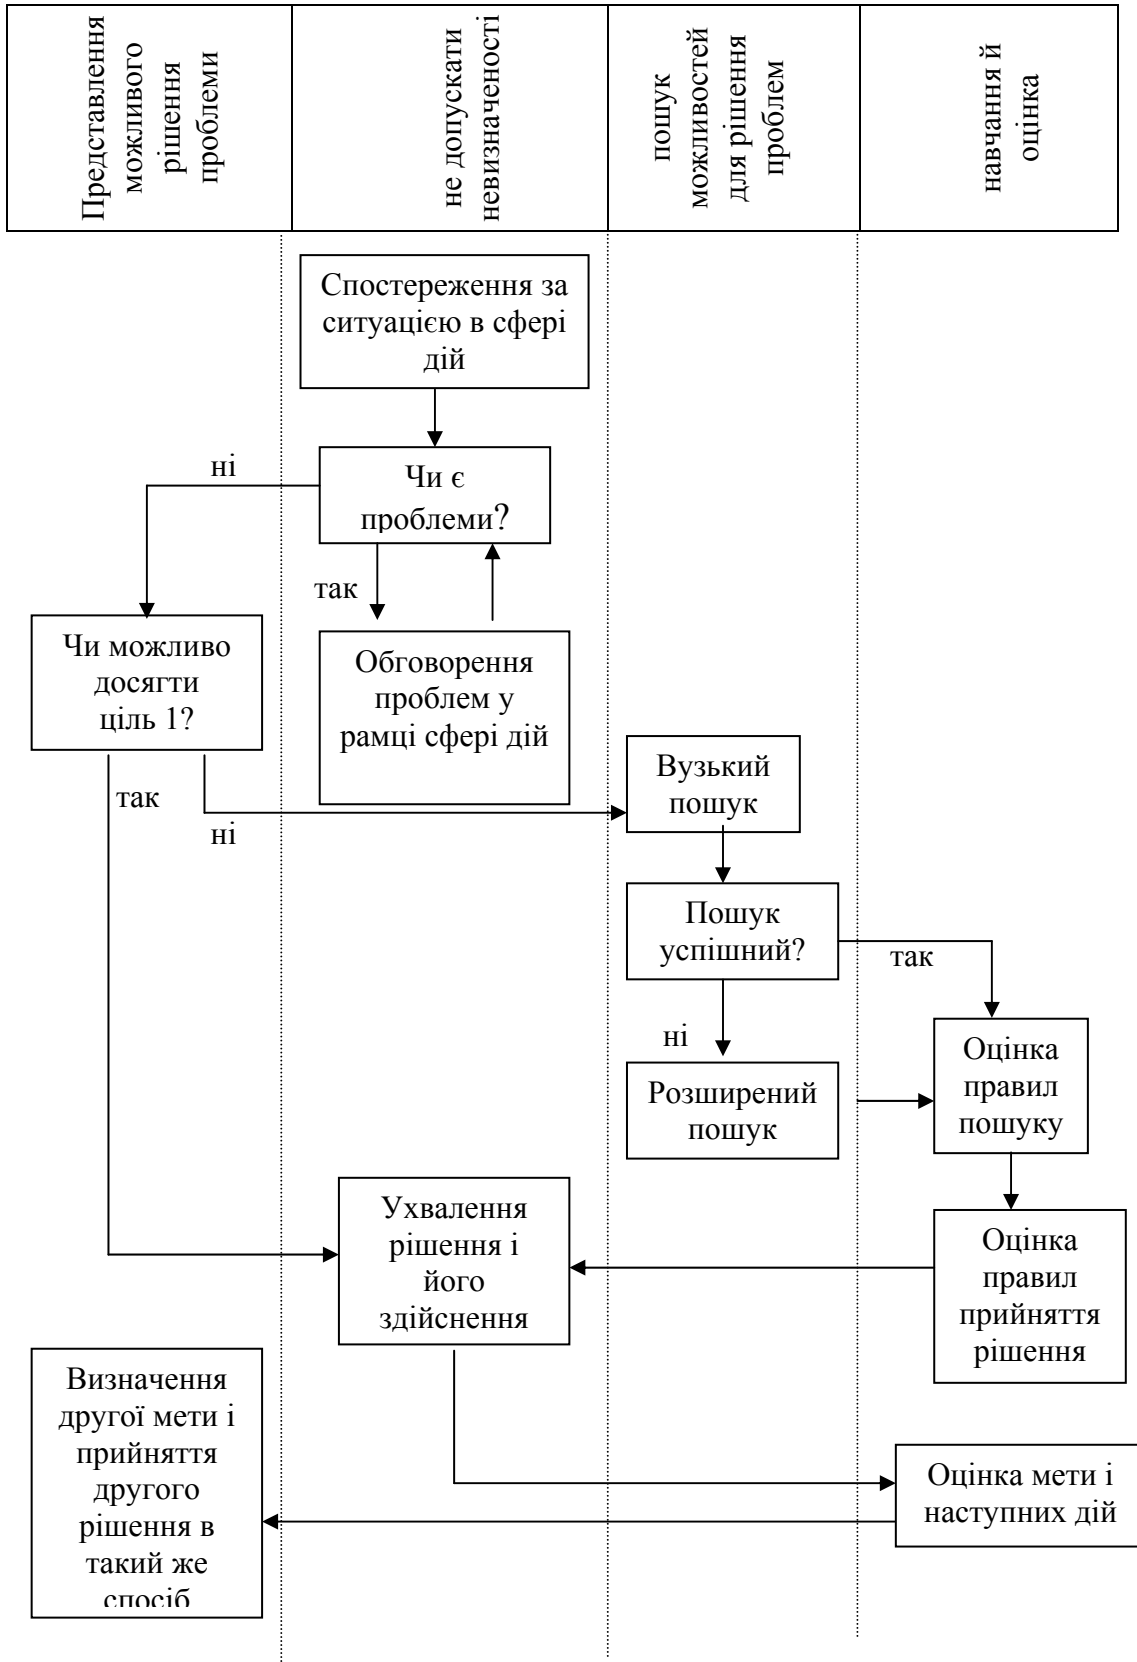 Представлення
можливого
рішення
проблеми
не допускати
невизначеності
пошук
можливостей
для рішення
проблем
навчання й
оцінка
Спостереження за
ситуацією в сфері
дій
ні
Чи є
проблеми?
так
Чи можливо
досягти
ціль 1?
Обговорення
проблем у
рамці сфері дій
так
ні
Вузький
пошук
Пошук
успішний?
так
ні
Розширений
пошук
Оцінка
правил
пошуку
Ухвалення
рішення і
його
здійснення
Оцінка
правил
прийняття
рішення
Визначення
другої мети і
прийняття
другого
рішення в
такий же
спосіб
Оцінка мети і
наступних дій